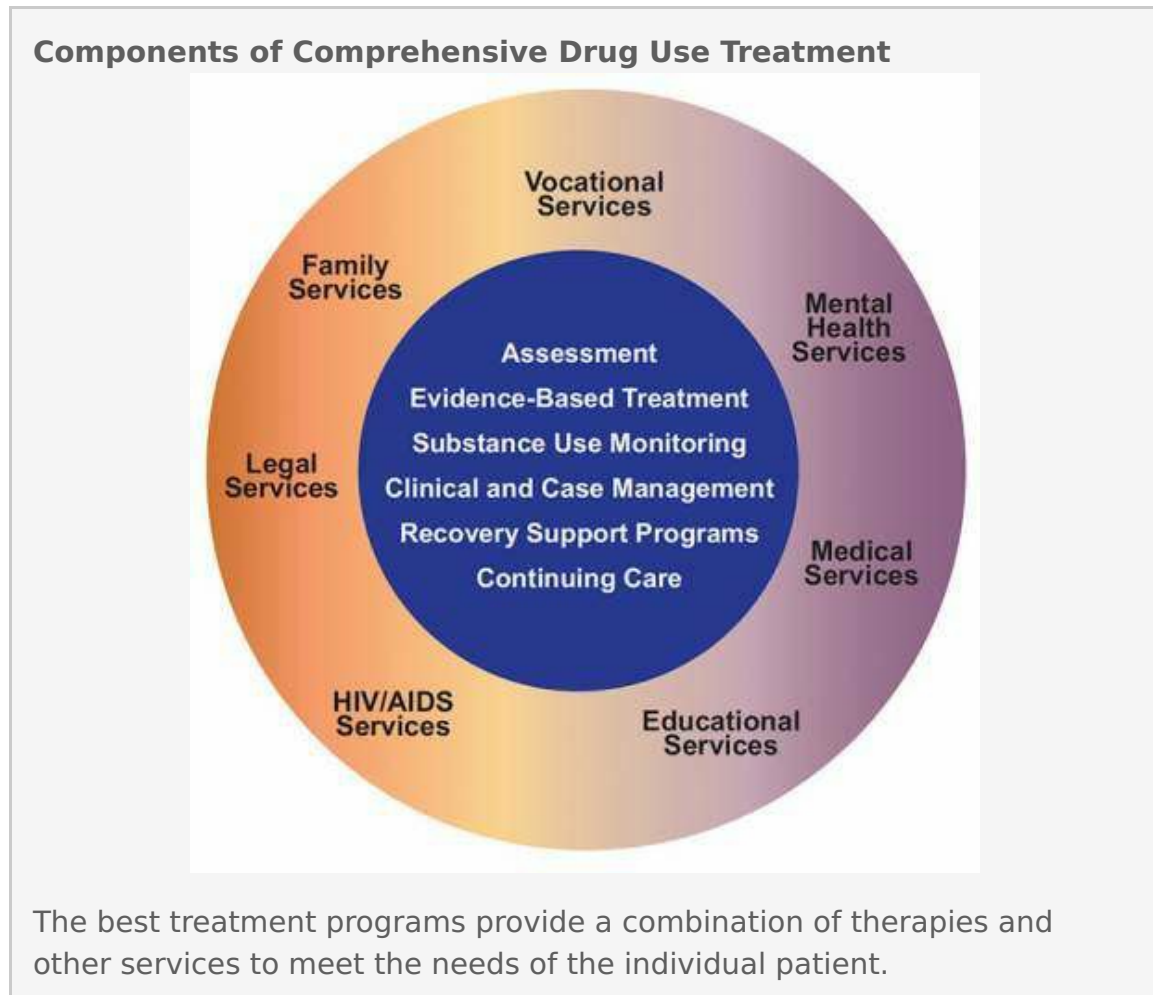 Components of Comprehensive Drug Use Treatment
Vocational
Services
Family
Services
Mental
Health
Services
Assessment
Evidence-Based Treatment
Substance Use Monitoring
Clinical and Case Management
Recovery Support Programs
Continuing Care
Legal
Services
Medical
Services
HIV/AIDS
Services
Educational
Services
The best treatment programs provide a combination of therapies and
other services to meet the needs of the individual patient.